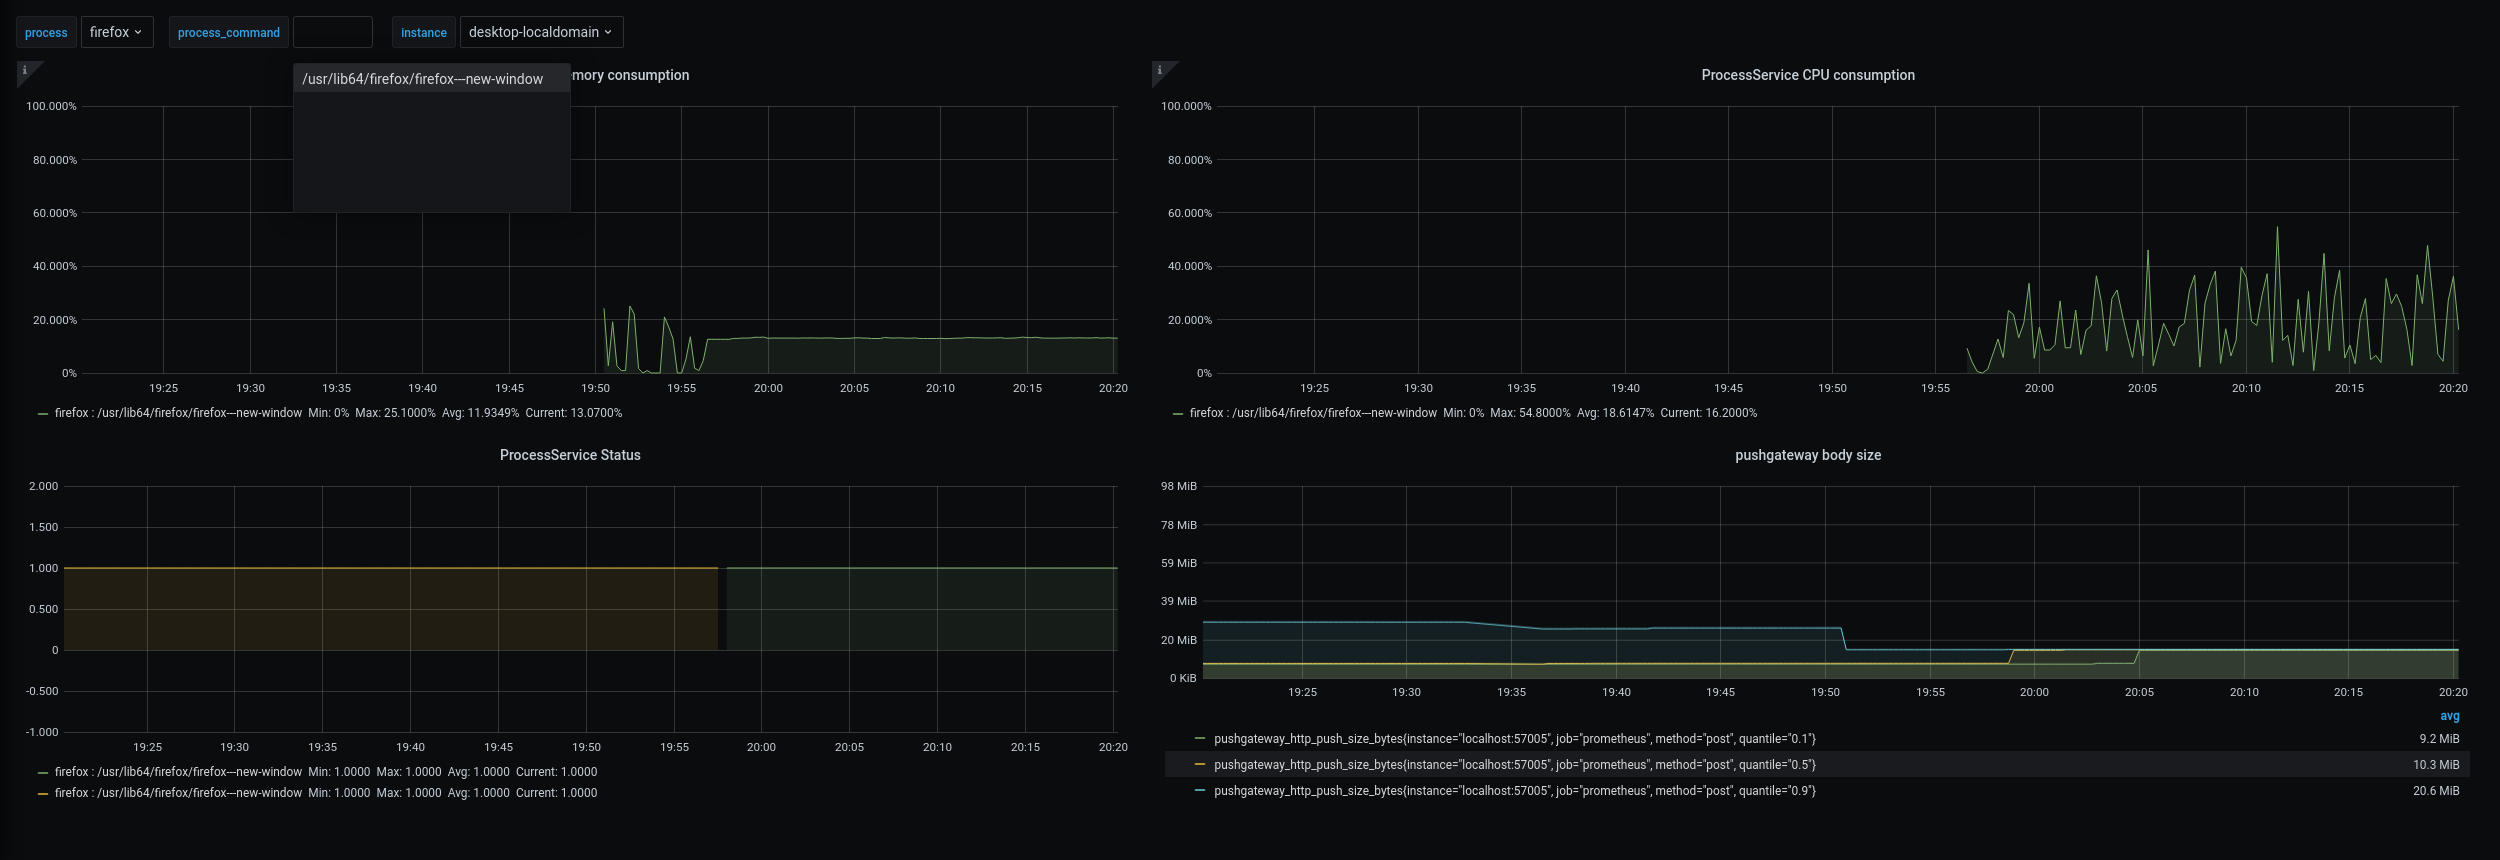 process firefox process_command instance desktop-localdomain
/usr/lib64/firefox/firefox---new-window
emory consumption
100.000%
80.000%
60.000%
40.000%
20.000%
0%
19:25 19:30 19:35 19:40 19:45 19:50 19:55 20:00 20:05 20:10 20:15 20:20
firefox : /usr/lib64/firefox/firefox---new-window Min: 0% Max: 25.1000% Avg: 11.9349% Current: 13.0700%
ProcessService CPU consumption
100.000%
80.000%
60.000%
40.000%
20.000%
0%
19:25 19:30 19:35 19:40 19:45 19:50 19:55 20:00 20:05 20:10 20:15 20:20
firefox : /usr/lib64/firefox/firefox---new-window Min: 0% Max: 54.8000% Avg: 18.6147% Current: 16.2000%
ProcessService Status
2.000
1.500
1.000
0.500
0
-0.500
-1.000
19:25 19:30 19:35 19:40 19:45 19:50 19:55 20:00 20:05 20:10 20:15 20:20
firefox : /usr/lib64/firefox/firefox---new-window Min: 1.0000 Max: 1.0000 Avg: 1.0000 Current: 1.0000
firefox : /usr/lib64/firefox/firefox---new-window Min: 1.0000 Max: 1.0000 Avg: 1.0000 Current: 1.0000
pushgateway body size
98 MiB
78 MiB
59 MiB
39 MiB
20 MiB
0 KiB
19:25 19:30 19:35 19:40 19:45 19:50 19:55 20:00 20:05 20:10 20:15 20:20
avg
pushgateway_http_push_size_bytes{instance="localhost:57005", job="prometheus", method="post", quantile="0.1"} 9.2 MiB
pushgateway_http_push_size_bytes{instance="localhost:57005", job="prometheus", method="post", quantile="0.5"} 10.3 MiB
pushgateway_http_push_size_bytes{instance="localhost:57005", job="prometheus", method="post", quantile="0.9"} 20.6 MiB